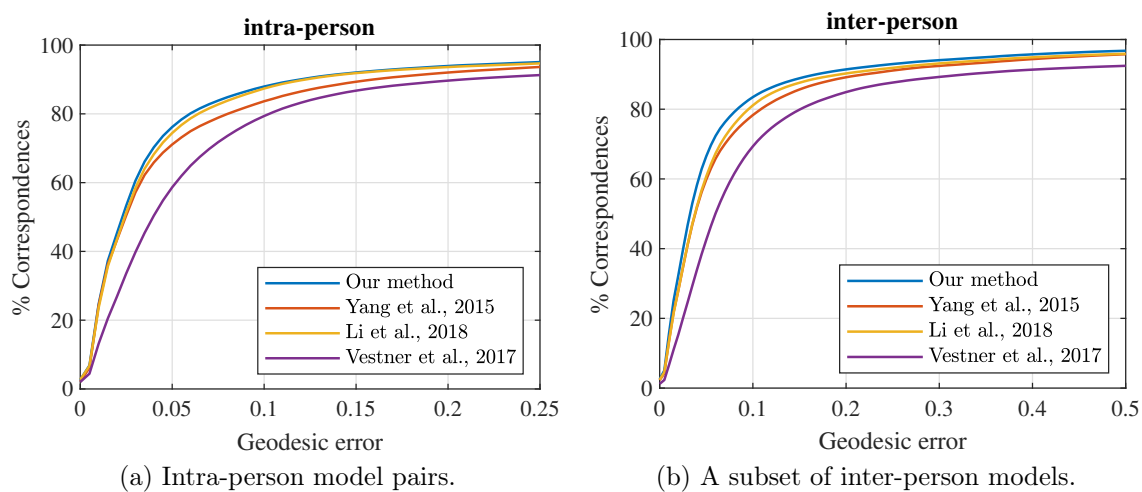 intra-person
100
80
60
40
20
0
% Correspondences
Our method
Yang et al., 2015
Li et al., 2018
Vestner et al., 2017
0 0.05 0.1 0.15 0.2 0.25
Geodesic error
(a) Intra-person model pairs.
inter-person
100
80
60
40
20
0
% Correspondences
Our method
Yang et al., 2015
Li et al., 2018
Vestner et al., 2017
0 0.1 0.2 0.3 0.4 0.5
Geodesic error
(b) A subset of inter-person models.